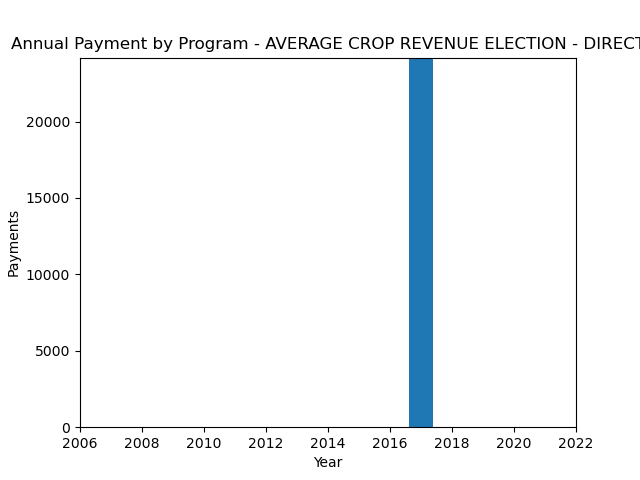 Annual Payment by Program - AVERAGE CROP REVENUE ELECTION - DIRECT
20000
15000
10000
5000
0
Payments
2006 2008 2010 2012 2014 2016 2018 2020 2022
Year